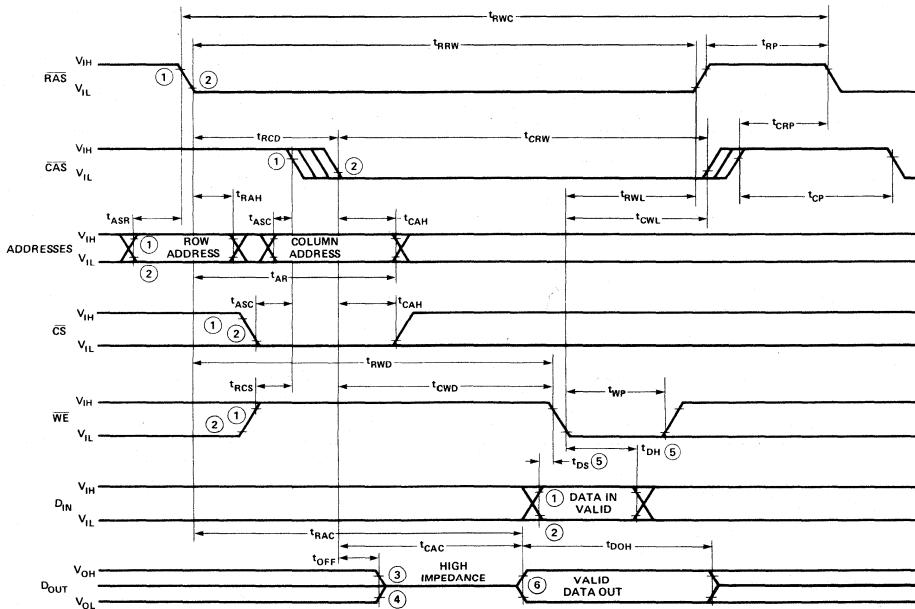 tRWC
tRRW
tRP
VIH
RAS
VIL
1
2
tCRP
tRCD
tCRW
VIH
CAS
VIL
1
2
tRAH
tRWL
tCP
tASR
tASC
tCAH
tCWL
VIH
ADDRESSES
VIL
1
2
ROW
ADDRESS
COLUMN
ADDRESS
tAR
tASC
tCAH
VIH
CS
VIL
1
2
tRWD
tRCS
tCWD
tWP
VIH
WE
VIL
1
2
tDS 5
tDH 5
VIH
DIN
VIL
1
2
DATA IN
VALID
tRAC
tOFF
tCAC
tDOH
VOH
DOUT
VOL
3
4
HIGH
IMPEDANCE
6
VALID
DATA OUT